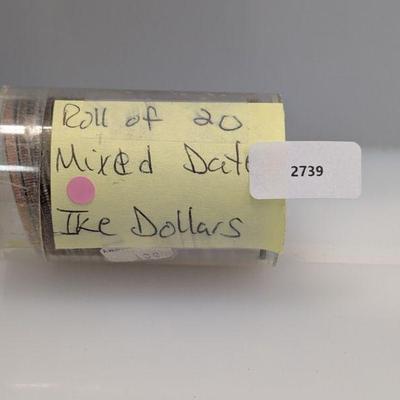 Roll of 20
Mixed Date
2739
Ike Dollars